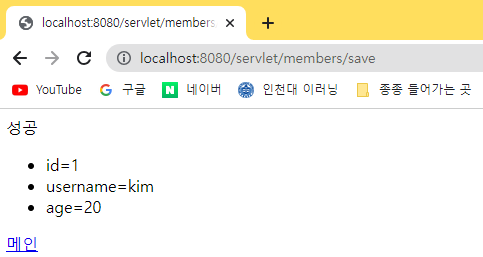 localhost:8080/servlet/members
localhost:8080/servlet/members/save
YouTube 구글 네이버 인천대 이러닝 종종 들어가는 곳
성공
id=1
username=kim
age=20
메인